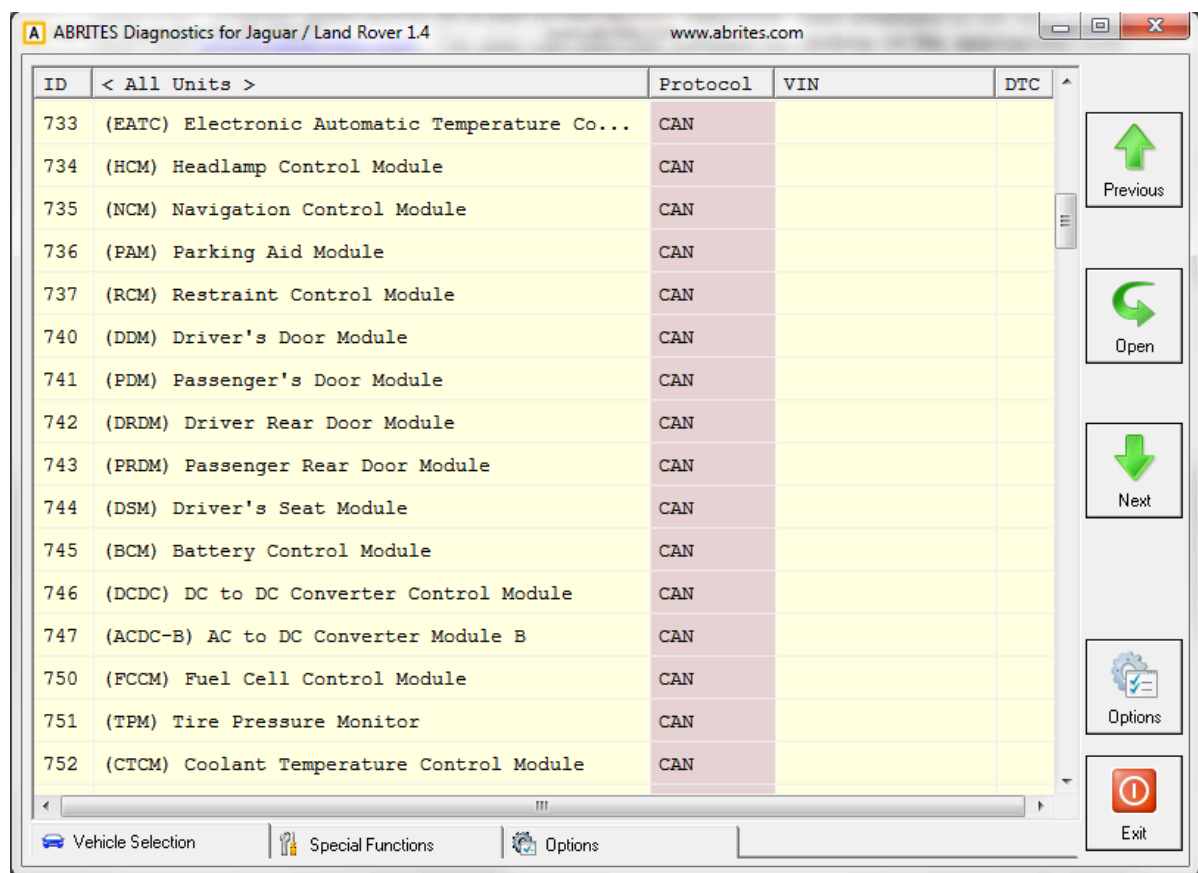 A ABRITES Diagnostics for Jaguar / Land Rover 1.4 www.abrites.com
ID < All Units > Protocol VIN DTC
733 (EATC) Electronic Automatic Temperature Co... CAN
734 (HCM) Headlamp Control Module CAN
735 (NCM) Navigation Control Module CAN
736 (PAM) Parking Aid Module CAN
737 (RCM) Restraint Control Module CAN
740 (DDM) Driver's Door Module CAN
741 (PDM) Passenger's Door Module CAN
742 (DRDM) Driver Rear Door Module CAN
743 (PRDM) Passenger Rear Door Module CAN
744 (DSM) Driver's Seat Module CAN
745 (BCM) Battery Control Module CAN
746 (DCDC) DC to DC Converter Control Module CAN
747 (ACDC-B) AC to DC Converter Module B CAN
750 (FCCM) Fuel Cell Control Module CAN
751 (TPM) Tire Pressure Monitor CAN
752 (CTCM) Coolant Temperature Control Module CAN
Previous
Open
Next
Options
Exit
Vehicle Selection Special Functions Options